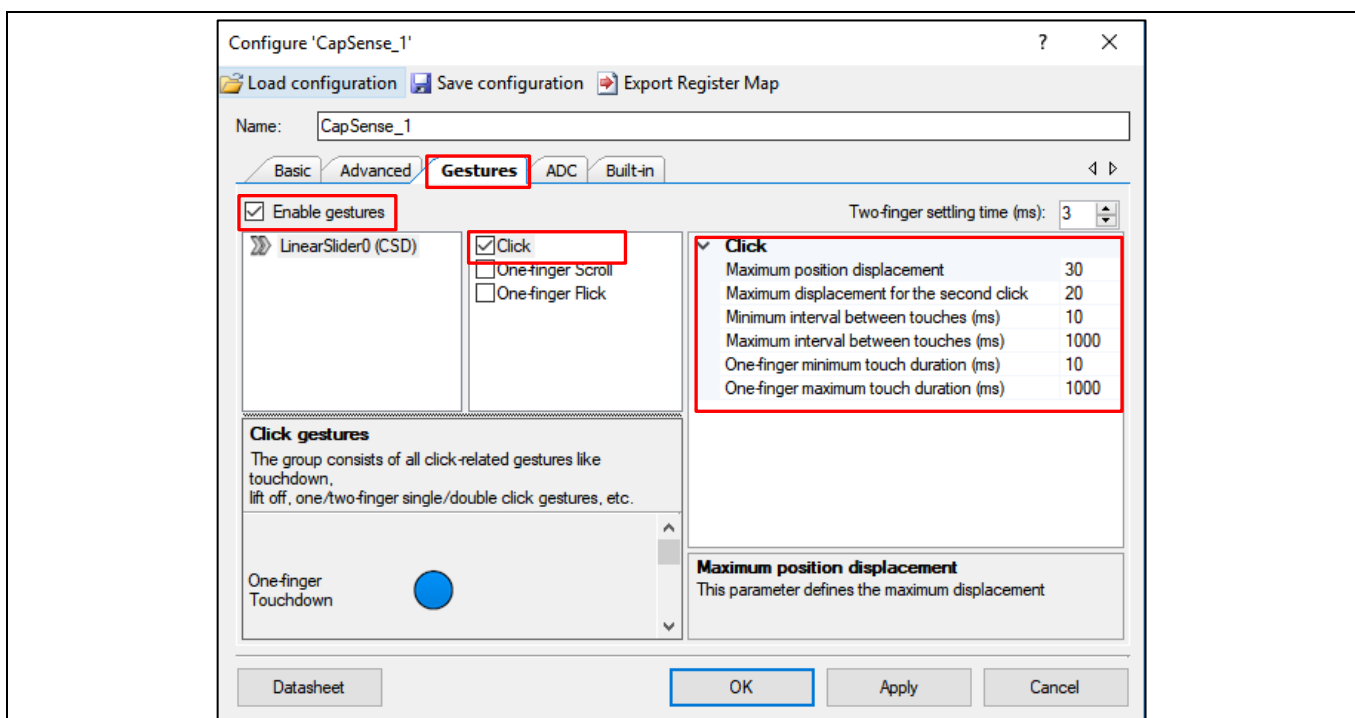 Configure 'CapSense_1'
?
Load configuration Save configuration Export Register Map
Name: CapSense_1
Basic Advanced Gestures ADC Built-in
Enable gestures Two-finger settling time (ms): 3
LinearSlider0 (CSD)
Click
One-finger Scroll
One-finger Flick
Click
Maximum position displacement 30
Maximum displacement for the second click 20
Minimum interval between touches (ms) 10
Maximum interval between touches (ms) 1000
One-finger minimum touch duration (ms) 10
One-finger maximum touch duration (ms) 1000
Click gestures
The group consists of all click-related gestures like
touchdown,
lift off, one/two-finger single/double click gestures, etc.
One-finger
Touchdown
Maximum position displacement
This parameter defines the maximum displacement
Datasheet OK Apply Cancel